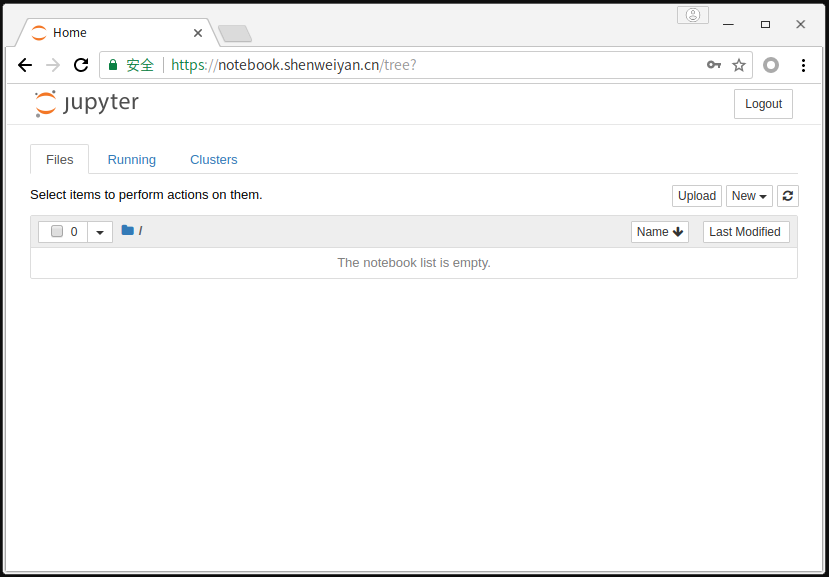 Home
安全 https://notebook.shenweiyan.cn/tree?
jupyter
Logout
Files Running Clusters
Select items to perform actions on them.
Upload New
0 / Name Last Modified
The notebook list is empty.